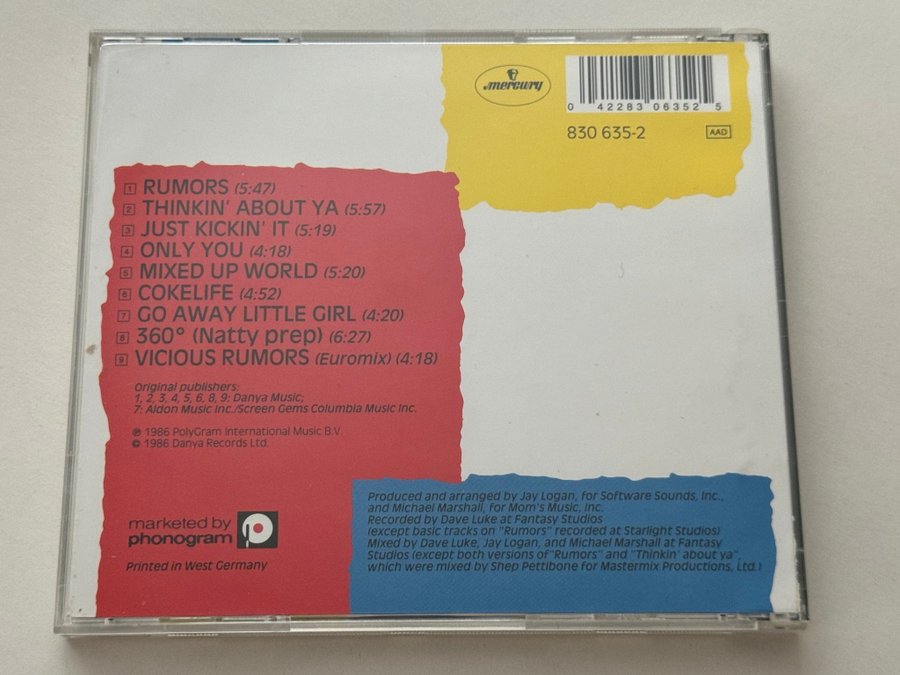 mercury
0 42283 06352 5
830 635-2
AAD
1 RUMORS (5:47)
2 THINKIN' ABOUT YA (5:57)
3 JUST KICKIN' IT (5:19)
4 ONLY YOU (4:18)
5 MIXED UP WORLD (5:20)
6 COKELIFE (4:52)
7 GO AWAY LITTLE GIRL (4:20)
8 360° (Natty prep) (6:27)
9 VICIOUS RUMORS (Euromix) (4:18)
Original publishers:
1, 2, 3, 4, 5, 6, 8, 9: Danya Music;
7: Aldon Music Inc./Screen Gems Columbia Music Inc.
℗ 1986 PolyGram International Music B.V.
© 1986 Danya Records Ltd.
marketed by
phonogram
Printed in West Germany
Produced and arranged by Jay Logan, for Software Sounds, Inc.,
and Michael Marshall, for Mom's Music, Inc.
Recorded by Dave Luke at Fantasy Studios
(except basic tracks on "Rumors" recorded at Starlight Studios)
Mixed by Dave Luke, Jay Logan, and Michael Marshall at Fantasy
Studios (except both versions of "Rumors" and "Thinkin' about ya",
which were mixed by Shep Pettibone for Mastermix Productions, Ltd.)